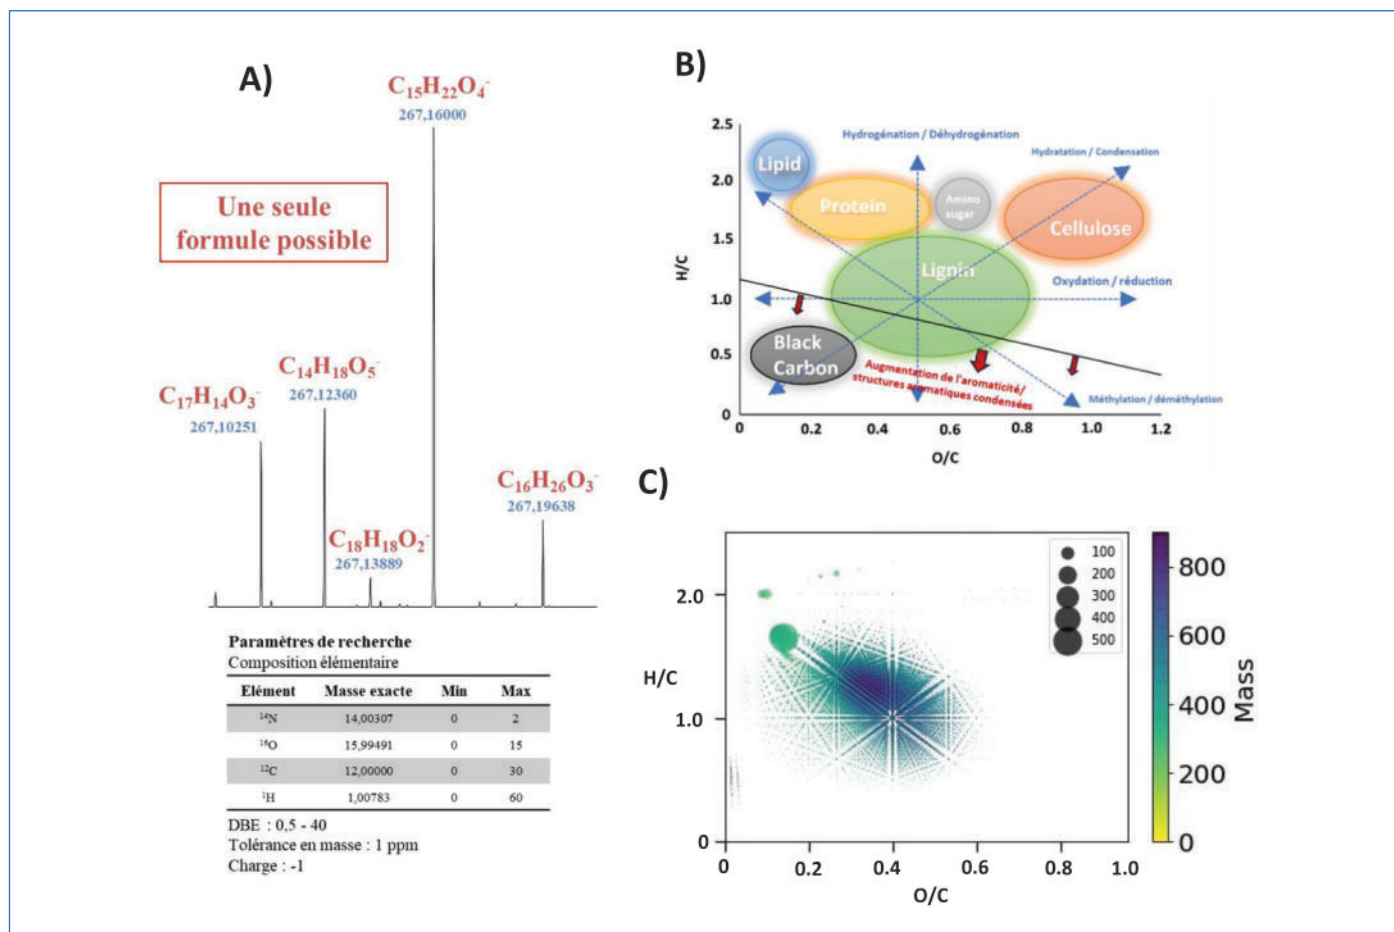 A)
C15H22O4-
267,16000
Une seule
formule possible
C14H18O5-
267,12360
C17H14O3-
267,10251
C18H18O2-
267,13889
C16H26O3-
267,19638
Paramètres de recherche
Composition élémentaire
Elément Masse exacte Min Max
14N 14,00307 0 2
16O 15,99491 0 15
12C 12,00000 0 30
1H 1,00783 0 60
DBE : 0,5 - 40
Tolérance en masse : 1 ppm
Charge : -1
B)
2.5
2.0
1.5
1.0
0.5
0
H/C
Hydrogénation / Déhydrogénation
Hydratation / Condensation
Lipid
Protein
Amino
sugar
Cellulose
Lignin
Oxydation / réduction
Black
Carbon
Augmentation de l'aromaticité/
structures aromatiques condensées
Méthylation / déméthylation
0 0.2 0.4 0.6 0.8 1.0 1.2
O/C
C)
H/C
2.0
1.0
0
100
200
300
400
500
0 0.2 0.4 0.6 0.8 1.0
O/C
800
600
400
200
0
Mass